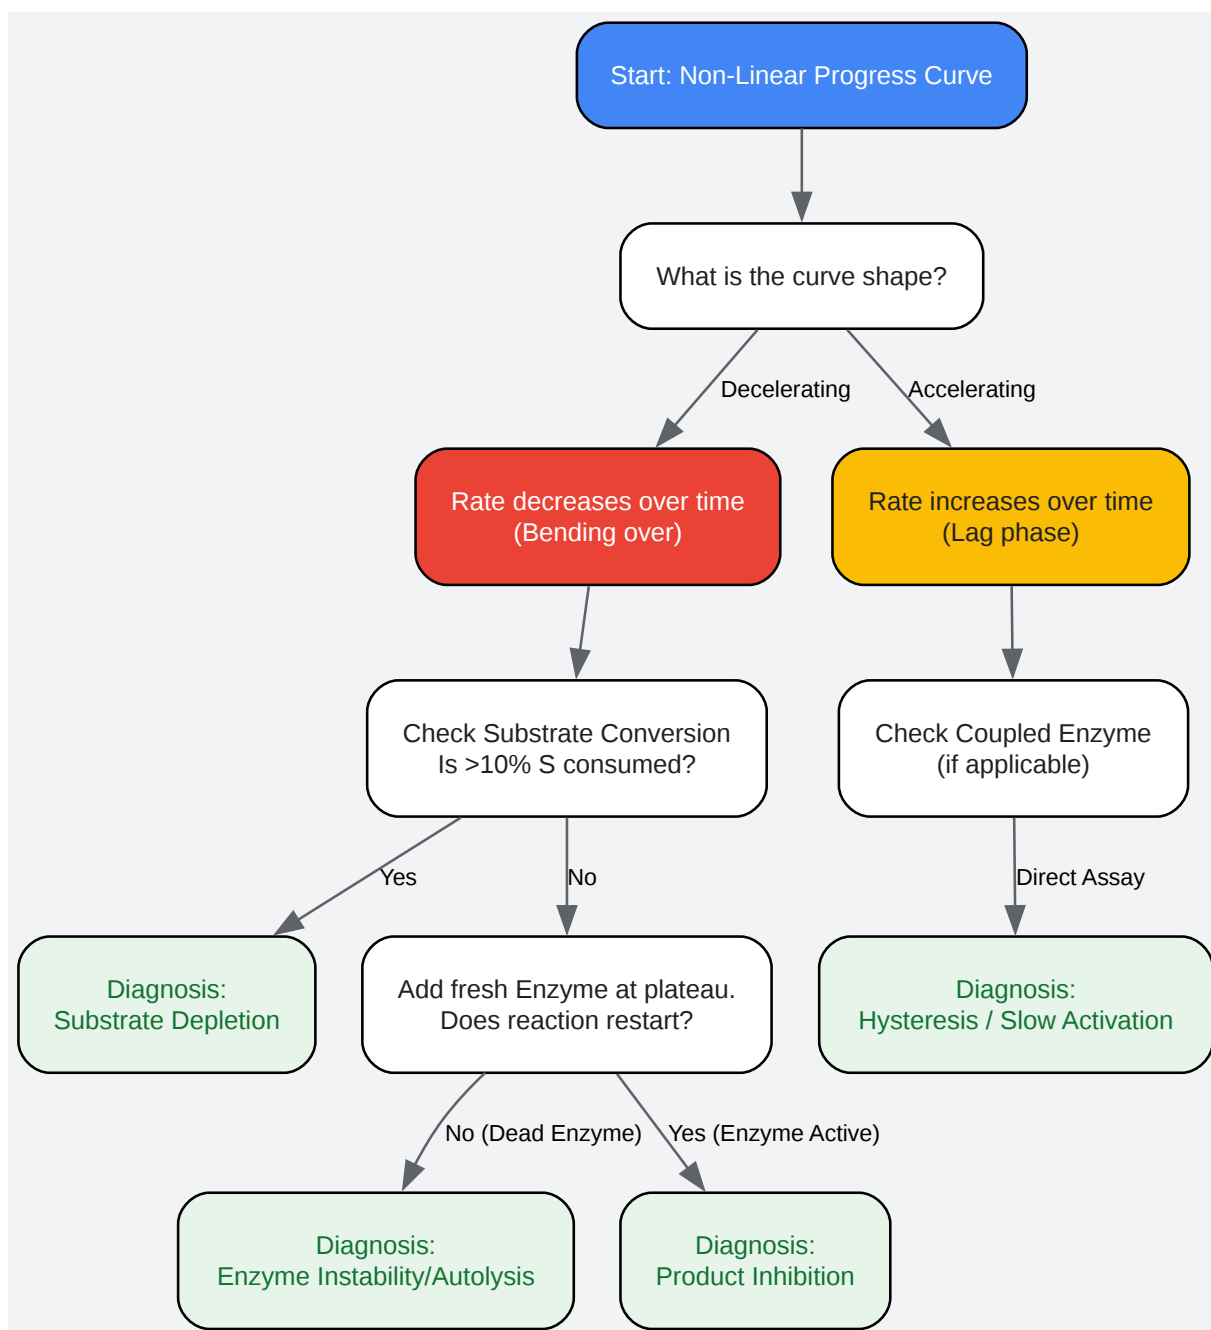 Start: Non-Linear Progress Curve
What is the curve shape?
Decelerating
Accelerating
Rate decreases over time
(Bending over)
Rate increases over time
(Lag phase)
Check Substrate Conversion
Is >10% S consumed?
Check Coupled Enzyme
(if applicable)
Yes
No
Direct Assay
Diagnosis:
Substrate Depletion
Add fresh Enzyme at plateau.
Does reaction restart?
Diagnosis:
Hysteresis / Slow Activation
No (Dead Enzyme)
Yes (Enzyme Active)
Diagnosis:
Enzyme Instability/Autolysis
Diagnosis:
Product Inhibition